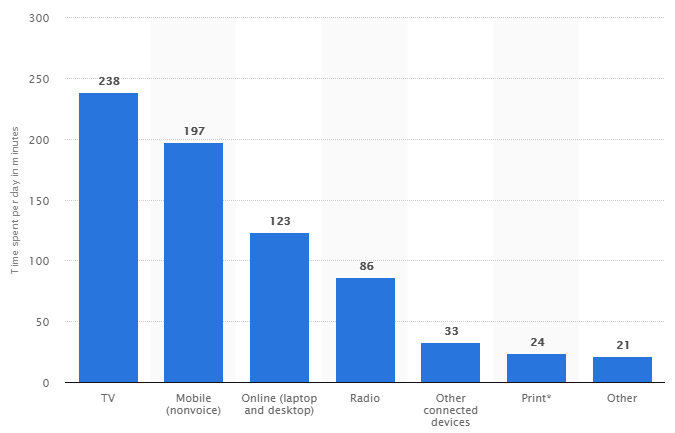 300
250
200
150
100
50
0
Time spent per day in minutes
238
197
123
86
33
24
21
TV
Mobile
(nonvoice)
Online (laptop
and desktop)
Radio
Other
connected
devices
Print*
Other